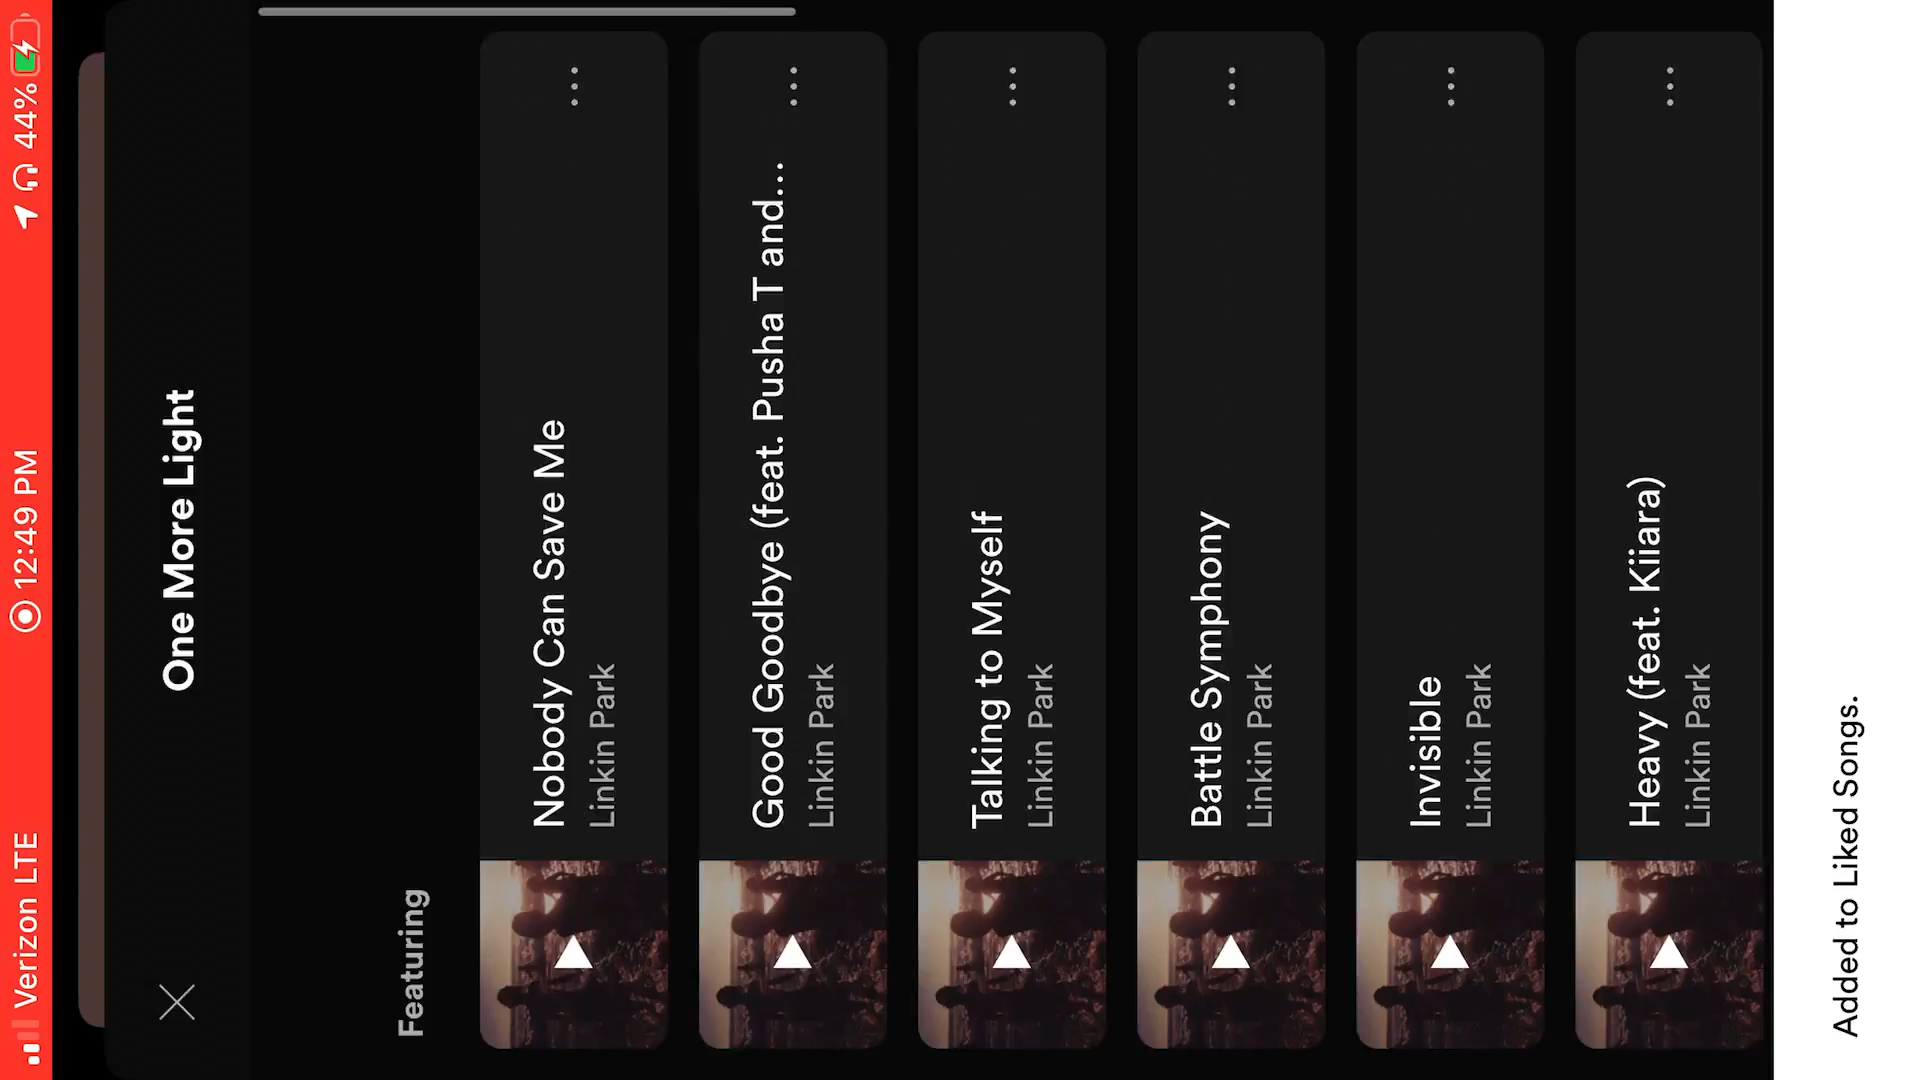 Verizon LTE 12:49 PM 44%
One More Light
Featuring
Nobody Can Save Me
Linkin Park
Good Goodbye (feat. Pusha T and...
Linkin Park
Talking to Myself
Linkin Park
Battle Symphony
Linkin Park
Invisible
Linkin Park
Heavy (feat. Kiiara)
Linkin Park
Added to Liked Songs.